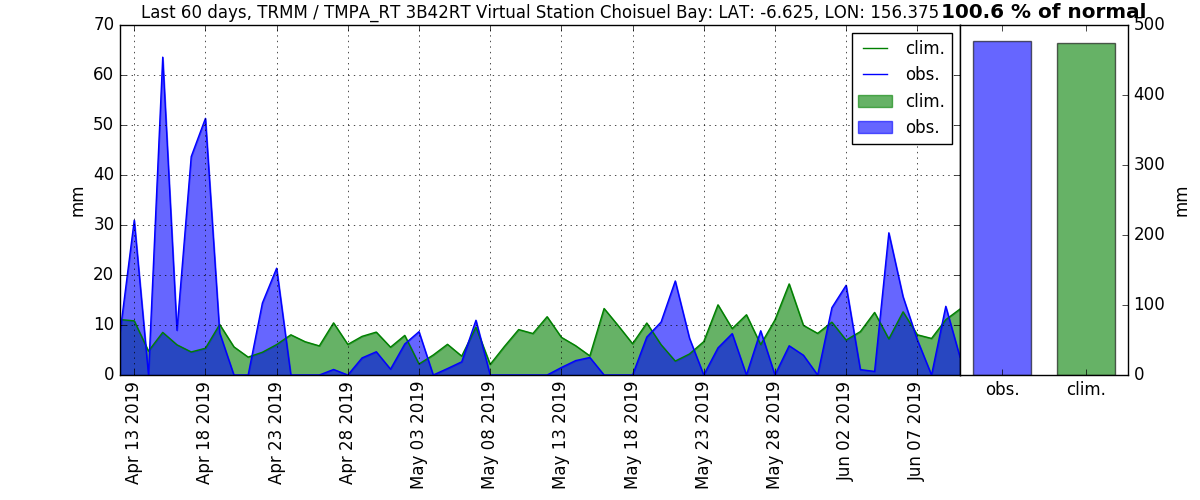 Last 60 days, TRMM / TMPA_RT 3B42RT Virtual Station Choisuel Bay: LAT: -6.625, LON: 156.375
100.6 % of normal
70
60
50
40
30
20
10
0
mm
clim.
obs.
clim.
obs.
500
400
300
200
100
0
mm
obs.
clim.
Apr 13 2019
Apr 18 2019
Apr 23 2019
Apr 28 2019
May 03 2019
May 08 2019
May 13 2019
May 18 2019
May 23 2019
May 28 2019
Jun 02 2019
Jun 07 2019